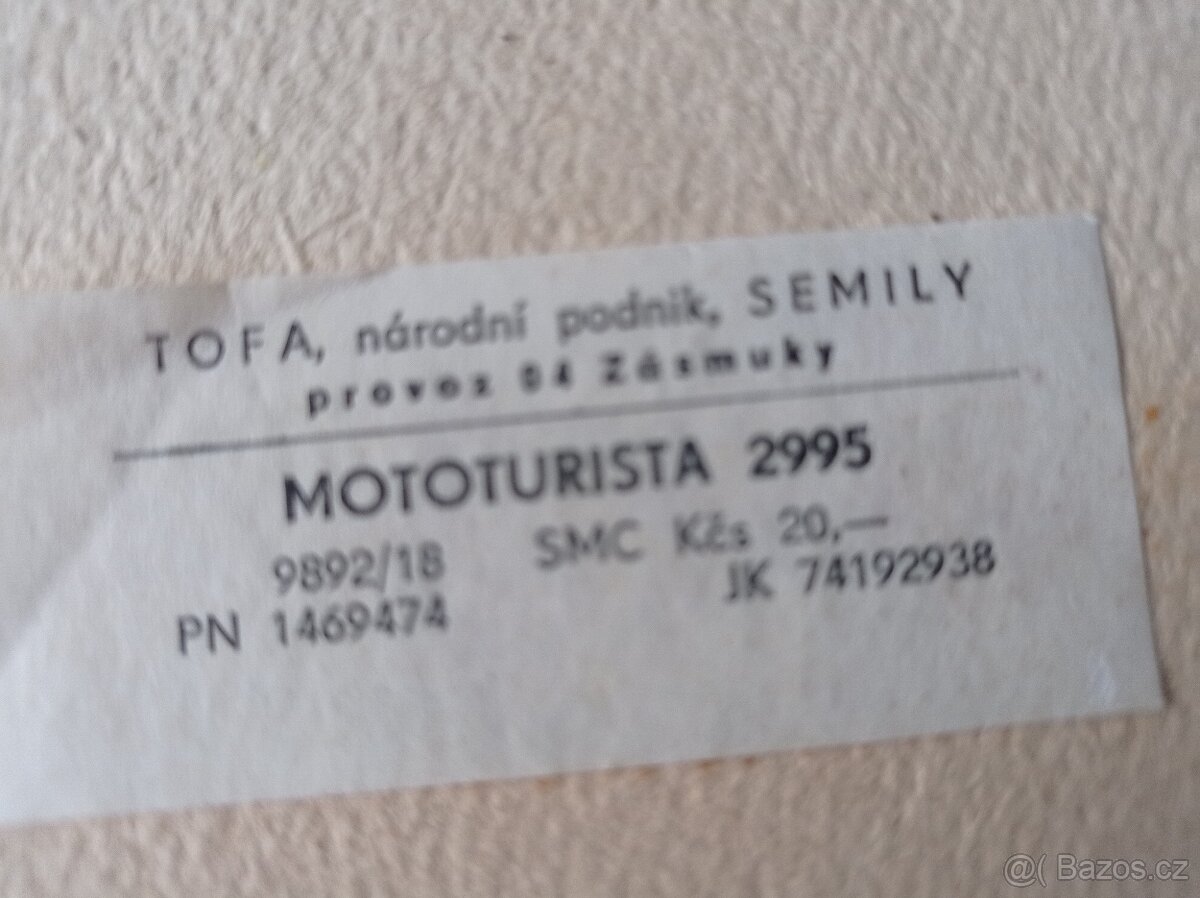 TOFA, národní podnik, SEMILY
provoz 04 Zásmuky
MOTOTURISTA 2995
9892/18 SMC Kčs 20,—
PN 1469474 JK 74192938
@( Bazos.cz